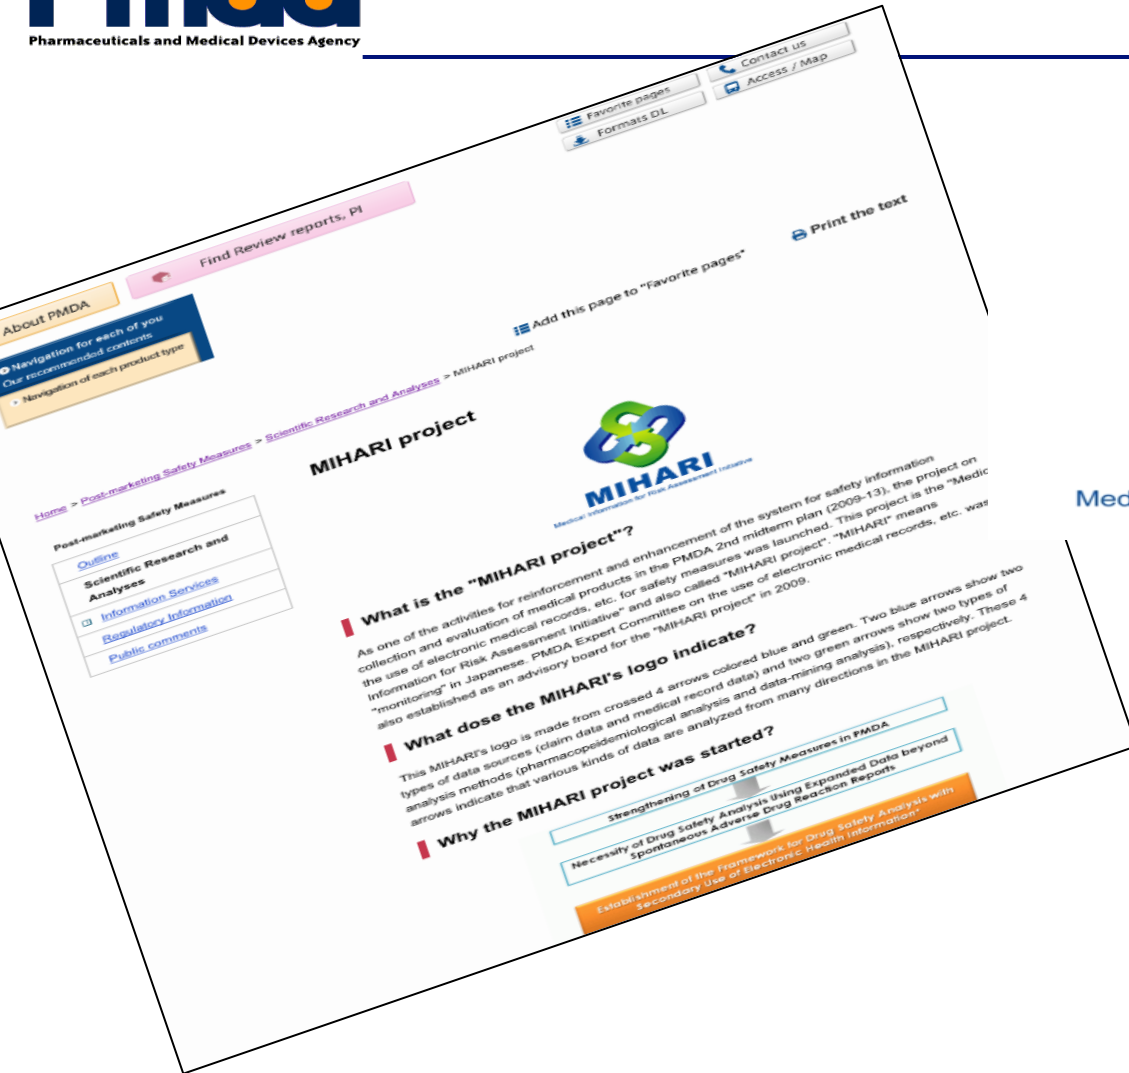 Pharmaceuticals and Medical Devices Agency
Contact us
Favorite pages
Access / Map
Formats DL
Find Review reports, PI
About PMDA
Print the text
Add this page to "Favorite pages"
Navigation for each of you
Our recommended contents
Navigation of each product type
Home > Post-marketing Safety Measures > Scientific Research and Analyses > MIHARI project
MIHARI project
MIHARI
Medical Information for Risk Assessment Initiative
Post-marketing Safety Measures
Outline
Scientific Research and
Analyses
Information Services
Regulatory Information
Public comments
What is the "MIHARI project"?
As one of the activities for reinforcement and enhancement of the system for safety information
collection and evaluation of medical products in the PMDA 2nd midterm plan (2009-13), the project on
the use of electronic medical records, etc. for safety measures was launched. This project is the "Medic
Information for Risk Assessment Initiative" and also called "MIHARI project". "MIHARI" means
"monitoring" in Japanese. PMDA Expert Committee on the use of electronic medical records, etc. was
also established as an advisory board for the "MIHARI project" in 2009.
What dose the MIHARI's logo indicate?
This MIHARI's logo is made from crossed 4 arrows colored blue and green. Two blue arrows show two
types of data sources (claim data and medical record data) and two green arrows show two types of
analysis methods (pharmacopeidemiological analysis and data-mining analysis), respectively. These 4
arrows indicate that various kinds of data are analyzed from many directions in the MIHARI project.
Why the MIHARI project was started?
Strengthening of Drug Safety Measures in PMDA
Necessity of Drug Safety Analysis Using Expanded Data beyond
Spontaneous Adverse Drug Reaction Reports
Establishment of the Framework for Drug Safety Analysis with
Secondary Use of Electronic Health Information*
Med